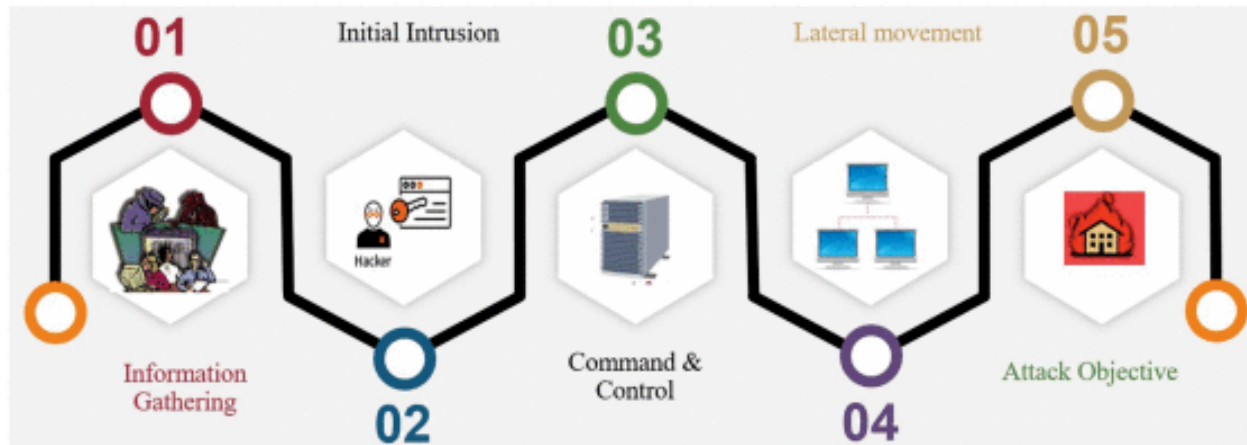 01
Initial Intrusion
03
Lateral movement
05
Hacker
Information
Gathering
02
Command &
Control
04
Attack Objective